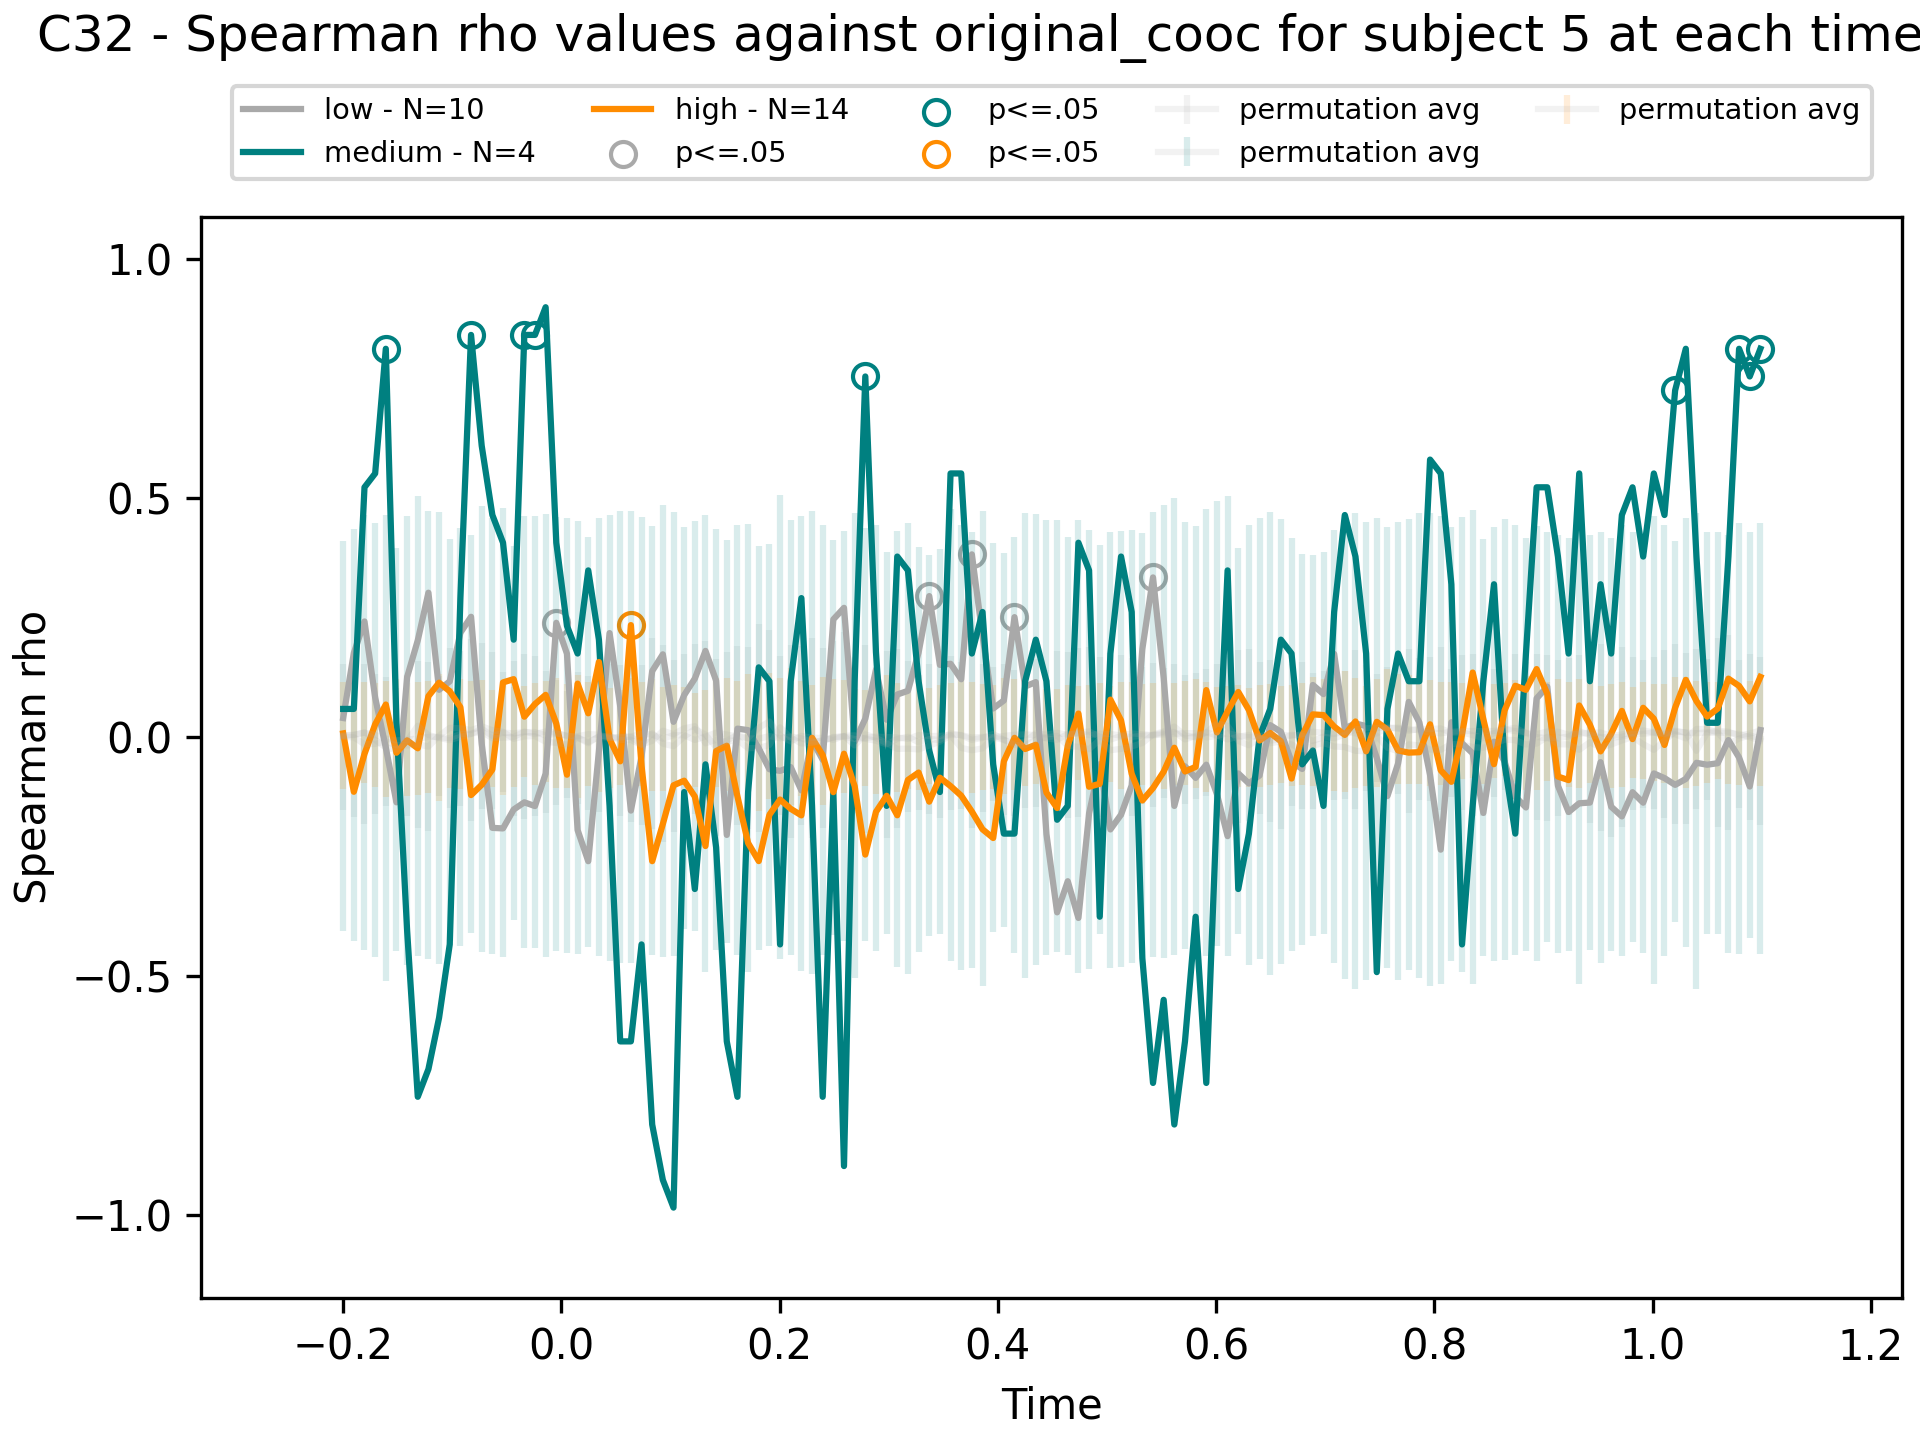 C32 - Spearman rho values against original_cooc for subject 5 at each time
low - N=10
medium - N=4
high - N=14
p<=.05
p<=.05
p<=.05
permutation avg
permutation avg
permutation avg
1.0
0.5
0.0
−0.5
−1.0
Spearman rho
−0.2 0.0 0.2 0.4 0.6 0.8 1.0 1.2
Time